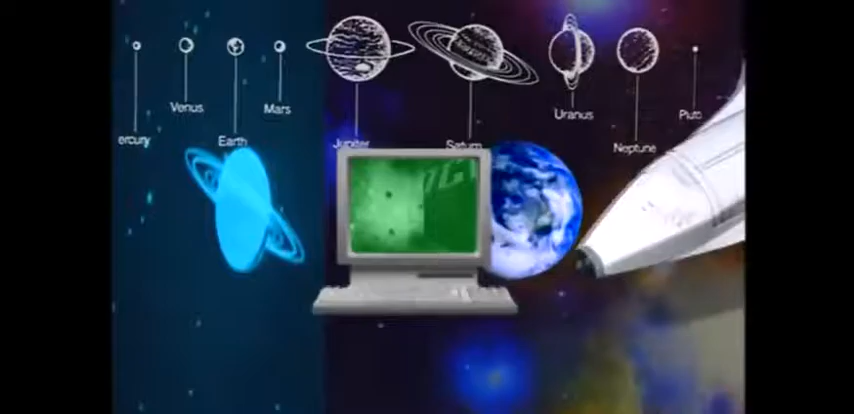 ercury
Venus
Earth
Mars
Jupiter
Saturn
Uranus
Neptune
Pluto